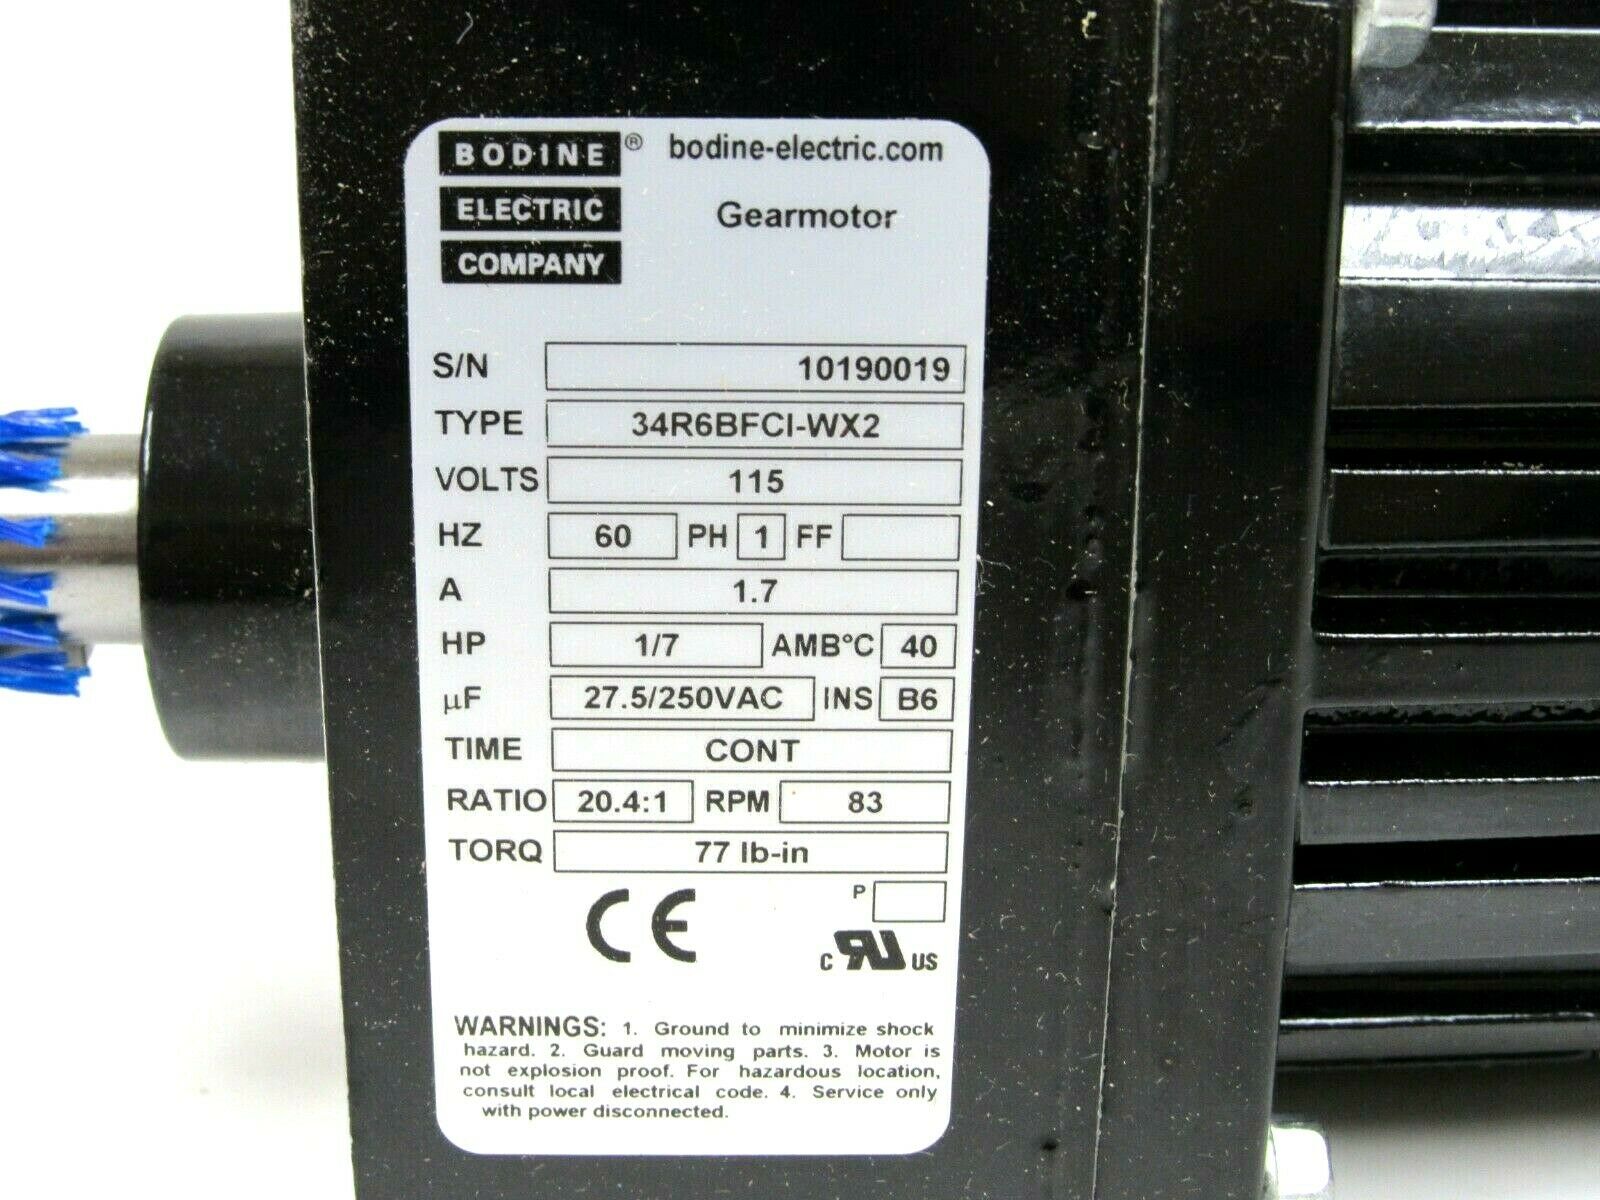 BODINE ® bodine-electric.com
ELECTRIC Gearmotor
COMPANY
S/N 10190019
TYPE 34R6BFCI-WX2
VOLTS 115
HZ 60 PH 1 FF
A 1.7
HP 1/7 AMB°C 40
µF 27.5/250VAC INS B6
TIME CONT
RATIO 20.4:1 RPM 83
TORQ 77 lb-in
P
CE c RU US
WARNINGS: 1. Ground to minimize shock
hazard. 2. Guard moving parts. 3. Motor is
not explosion proof. For hazardous location,
consult local electrical code. 4. Service only
with power disconnected.